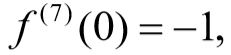 f⁽⁷⁾(0) = −1,